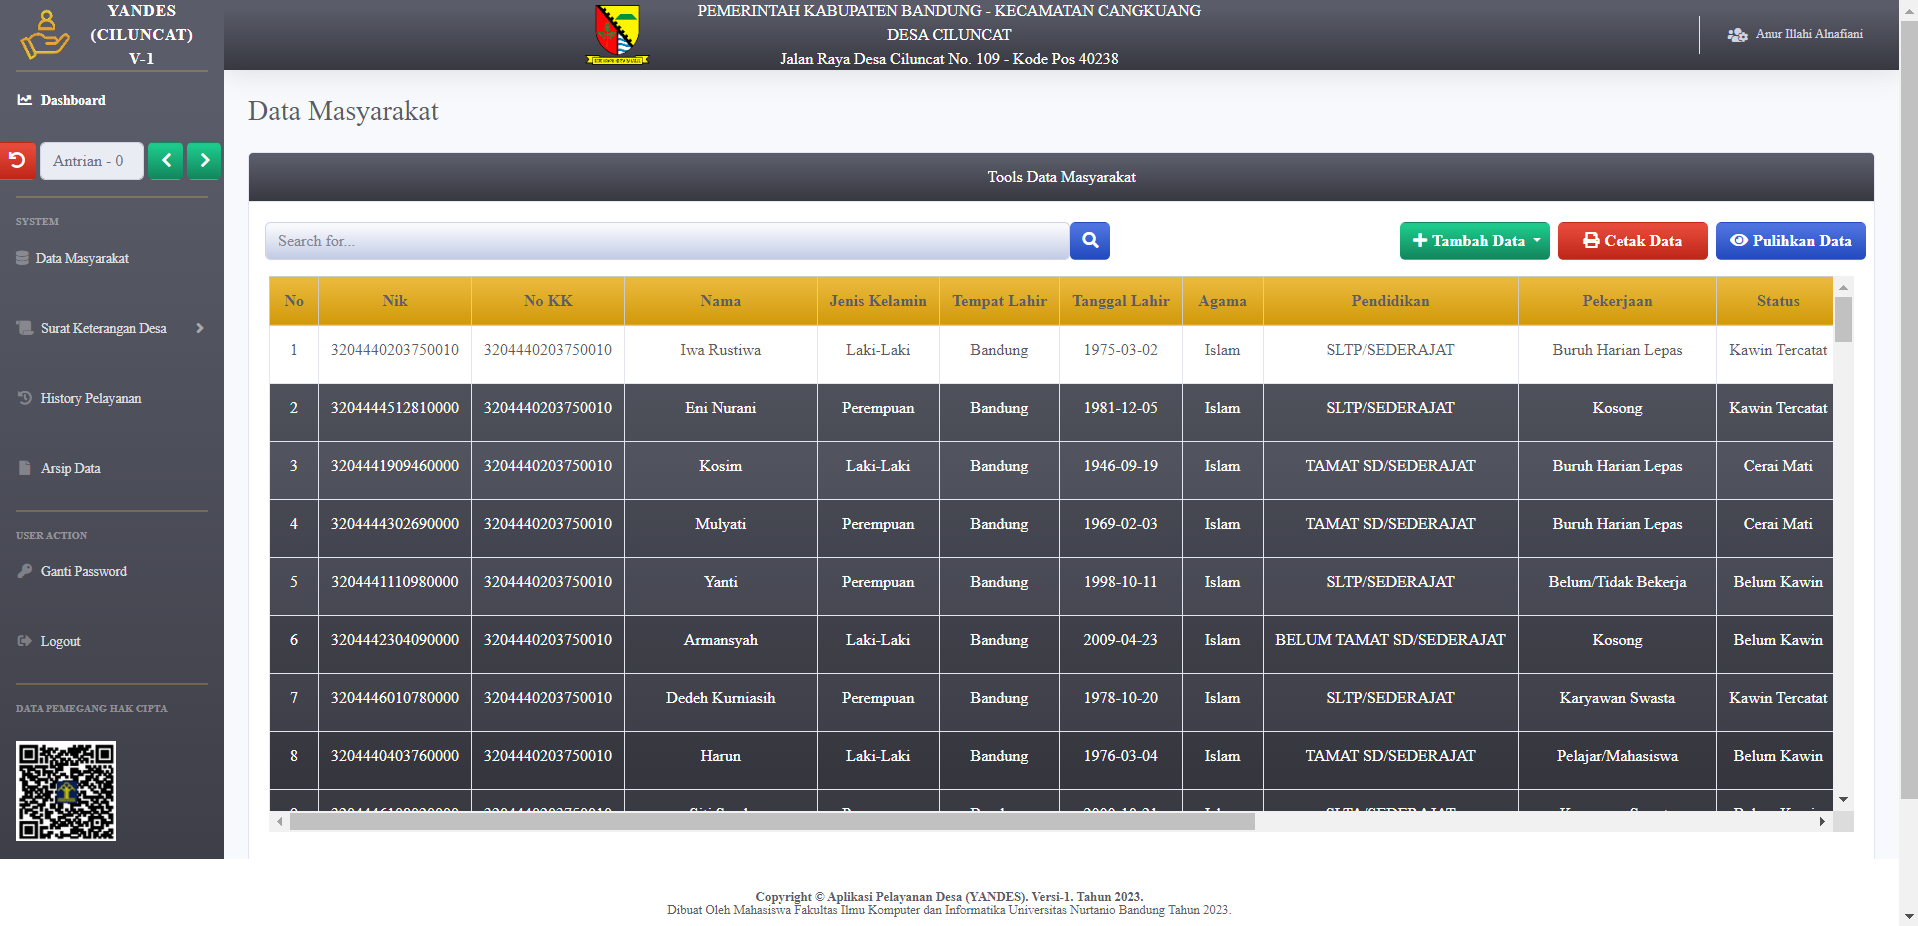 YANDES
(CILUNCAT)
V-1
PEMERINTAH KABUPATEN BANDUNG - KECAMATAN CANGKUANG
DESA CILUNCAT
Jalan Raya Desa Ciluncat No. 109 - Kode Pos 40238
Anur Illahi Alnafiani
Dashboard
Antrian - 0
SYSTEM
Data Masyarakat
Surat Keterangan Desa
History Pelayanan
Arsip Data
USER ACTION
Ganti Password
Logout
DATA PEMEGANG HAK CIPTA
Data Masyarakat
Tools Data Masyarakat
Search for...
Tambah Data
Cetak Data
Pulihkan Data
No Nik No KK Nama Jenis Kelamin Tempat Lahir Tanggal Lahir Agama Pendidikan Pekerjaan Status
1 3204440203750010 3204440203750010 Iwa Rustiwa Laki-Laki Bandung 1975-03-02 Islam SLTP/SEDERAJAT Buruh Harian Lepas Kawin Tercatat
2 3204444512810000 3204440203750010 Eni Nurani Perempuan Bandung 1981-12-05 Islam SLTP/SEDERAJAT Kosong Kawin Tercatat
3 3204441909460000 3204440203750010 Kosim Laki-Laki Bandung 1946-09-19 Islam TAMAT SD/SEDERAJAT Buruh Harian Lepas Cerai Mati
4 3204444302690000 3204440203750010 Mulyati Perempuan Bandung 1969-02-03 Islam TAMAT SD/SEDERAJAT Buruh Harian Lepas Cerai Mati
5 3204441110980000 3204440203750010 Yanti Perempuan Bandung 1998-10-11 Islam SLTP/SEDERAJAT Belum/Tidak Bekerja Belum Kawin
6 3204442304090000 3204440203750010 Armansyah Laki-Laki Bandung 2009-04-23 Islam BELUM TAMAT SD/SEDERAJAT Kosong Belum Kawin
7 3204446010780000 3204440203750010 Dedeh Kurniasih Perempuan Bandung 1978-10-20 Islam SLTP/SEDERAJAT Karyawan Swasta Kawin Tercatat
8 3204440403760000 3204440203750010 Harun Laki-Laki Bandung 1976-03-04 Islam TAMAT SD/SEDERAJAT Pelajar/Mahasiswa Belum Kawin
Copyright © Aplikasi Pelayanan Desa (YANDES). Versi-1. Tahun 2023.
Dibuat Oleh Mahasiswa Fakultas Ilmu Komputer dan Informatika Universitas Nurtanio Bandung Tahun 2023.